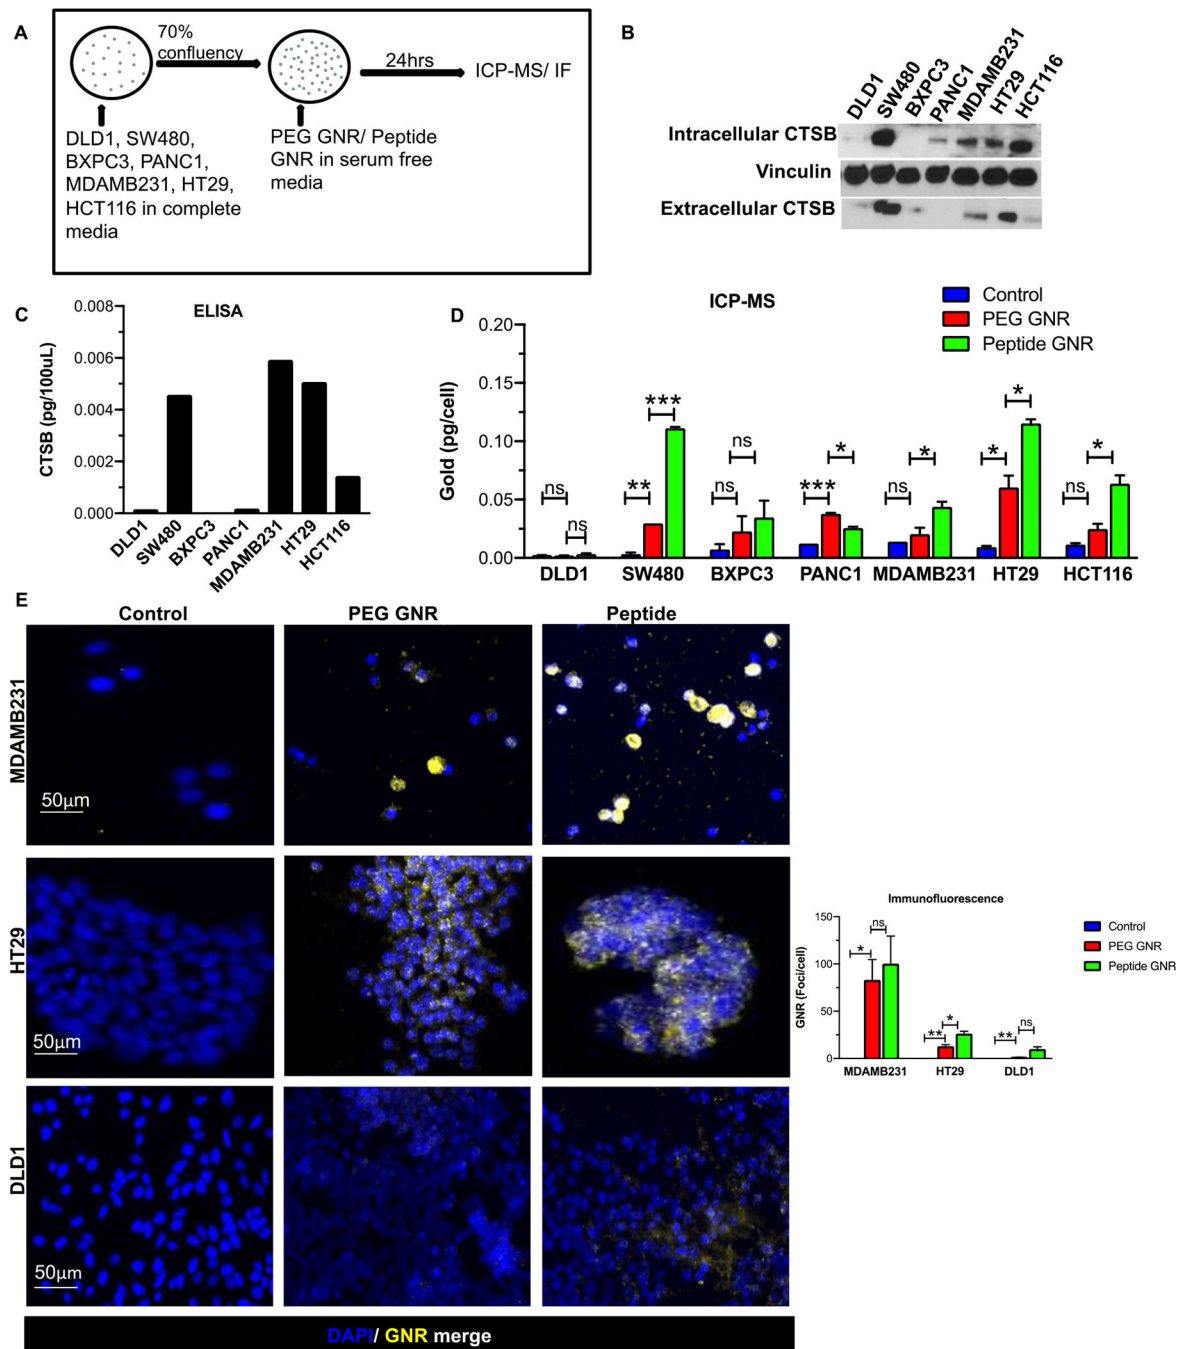 A
70%
confluency
24hrs
ICP-MS/ IF
DLD1, SW480,
BXPC3, PANC1,
MDAMB231, HT29,
HCT116 in complete
media
PEG GNR/ Peptide
GNR in serum free
media
B
DLD1
SW480
BXPC3
PANC1
MDAMB231
HT29
HCT116
Intracellular CTSB
Vinculin
Extracellular CTSB
C
ELISA
CTSB (pg/100uL)
0.008
0.006
0.004
0.002
0.000
DLD1
SW480
BXPC3
PANC1
MDAMB231
HT29
HCT116
D
ICP-MS
Control
PEG GNR
Peptide GNR
Gold (pg/cell)
0.20
0.15
0.10
0.05
0.00
ns
ns
**
***
ns
ns
***
*
ns
*
*
*
ns
*
DLD1
SW480
BXPC3
PANC1
MDAMB231
HT29
HCT116
E
Control
PEG GNR
Peptide
MDAMB231
50µm
HT29
50µm
DLD1
50µm
DAPI/ GNR merge
Immunofluorescence
GNR (Foci/cell)
150
100
50
0
*
ns
**
*
**
ns
MDAMB231
HT29
DLD1
Control
PEG GNR
Peptide GNR